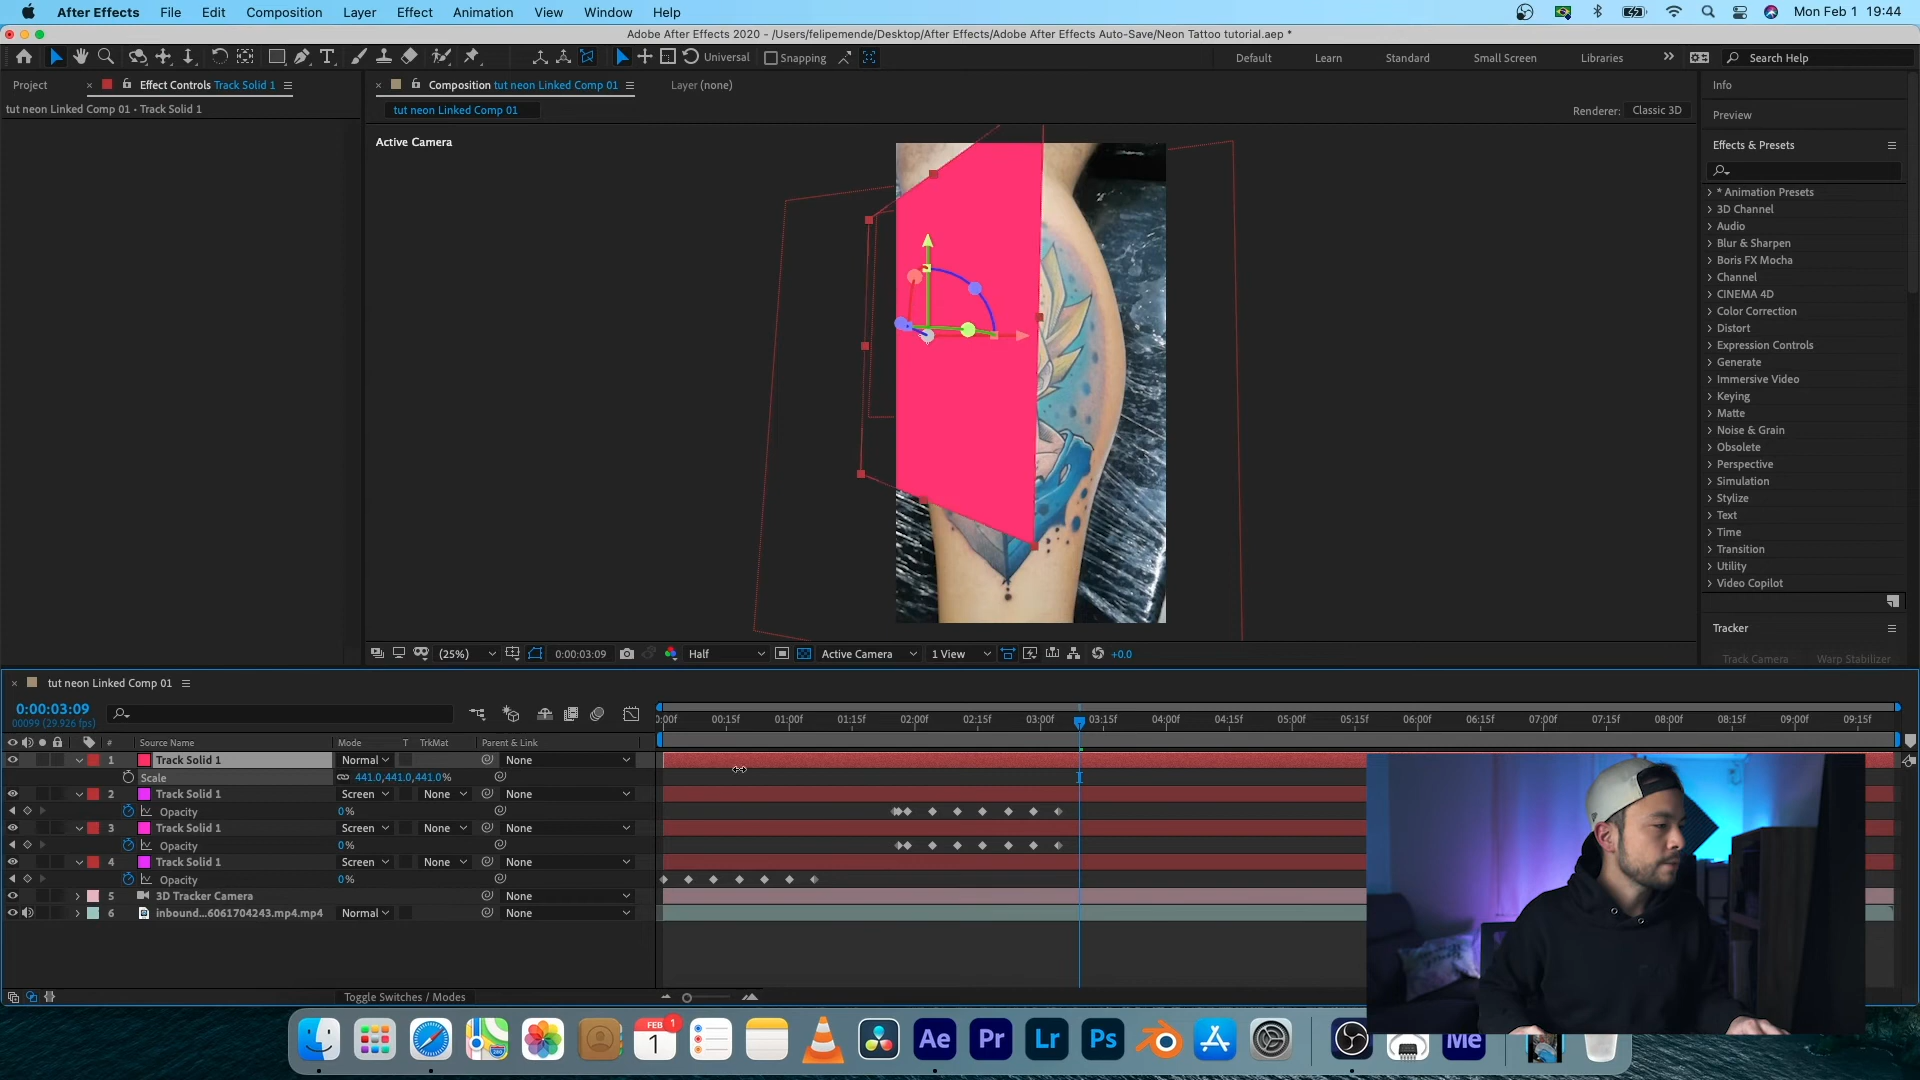 After Effects File Edit Composition Layer Effect Animation View Window Help Mon Feb 1 19:44
Adobe After Effects 2020 - /Users/felipemende/Desktop/After Effects/Adobe After Effects Auto-Save/Neon Tattoo tutorial.aep *
Universal Snapping Default Learn Standard Small Screen Libraries Search Help
Project Effect Controls Track Solid 1 Composition tut neon Linked Comp 01 Layer (none) Info
tut neon Linked Comp 01 • Track Solid 1 tut neon Linked Comp 01 Renderer: Classic 3D
Preview
Active Camera
Effects & Presets
* Animation Presets
3D Channel
Audio
Blur & Sharpen
Boris FX Mocha
Channel
CINEMA 4D
Color Correction
Distort
Expression Controls
Generate
Immersive Video
Keying
Matte
Noise & Grain
Obsolete
Perspective
Simulation
Stylize
Text
Time
Transition
Utility
Video Copilot
Tracker
Track Camera Warp Stabilizer
(25%) 0:00:03:09 Half Active Camera 1 View +0.0
tut neon Linked Comp 01
0:00:03:09
00099 (29.926 fps)
0:00f 00:15f 01:00f 01:15f 02:00f 02:15f 03:00f 03:15f 04:00f 04:15f 05:00f 05:15f 06:00f 06:15f 07:00f 07:15f 08:00f 08:15f 09:00f 09:15f
# Source Name Mode T TrkMat Parent & Link
1 Track Solid 1 Normal None
Scale 441.0,441.0,441.0%
2 Track Solid 1 Screen None None
Opacity 0%
3 Track Solid 1 Screen None None
Opacity 0%
4 Track Solid 1 Screen None None
Opacity 0%
5 3D Tracker Camera None
6 inbound...6061704243.mp4.mp4 Normal None
Toggle Switches / Modes
FEB 1
1
Ae Pr Lr Ps Me